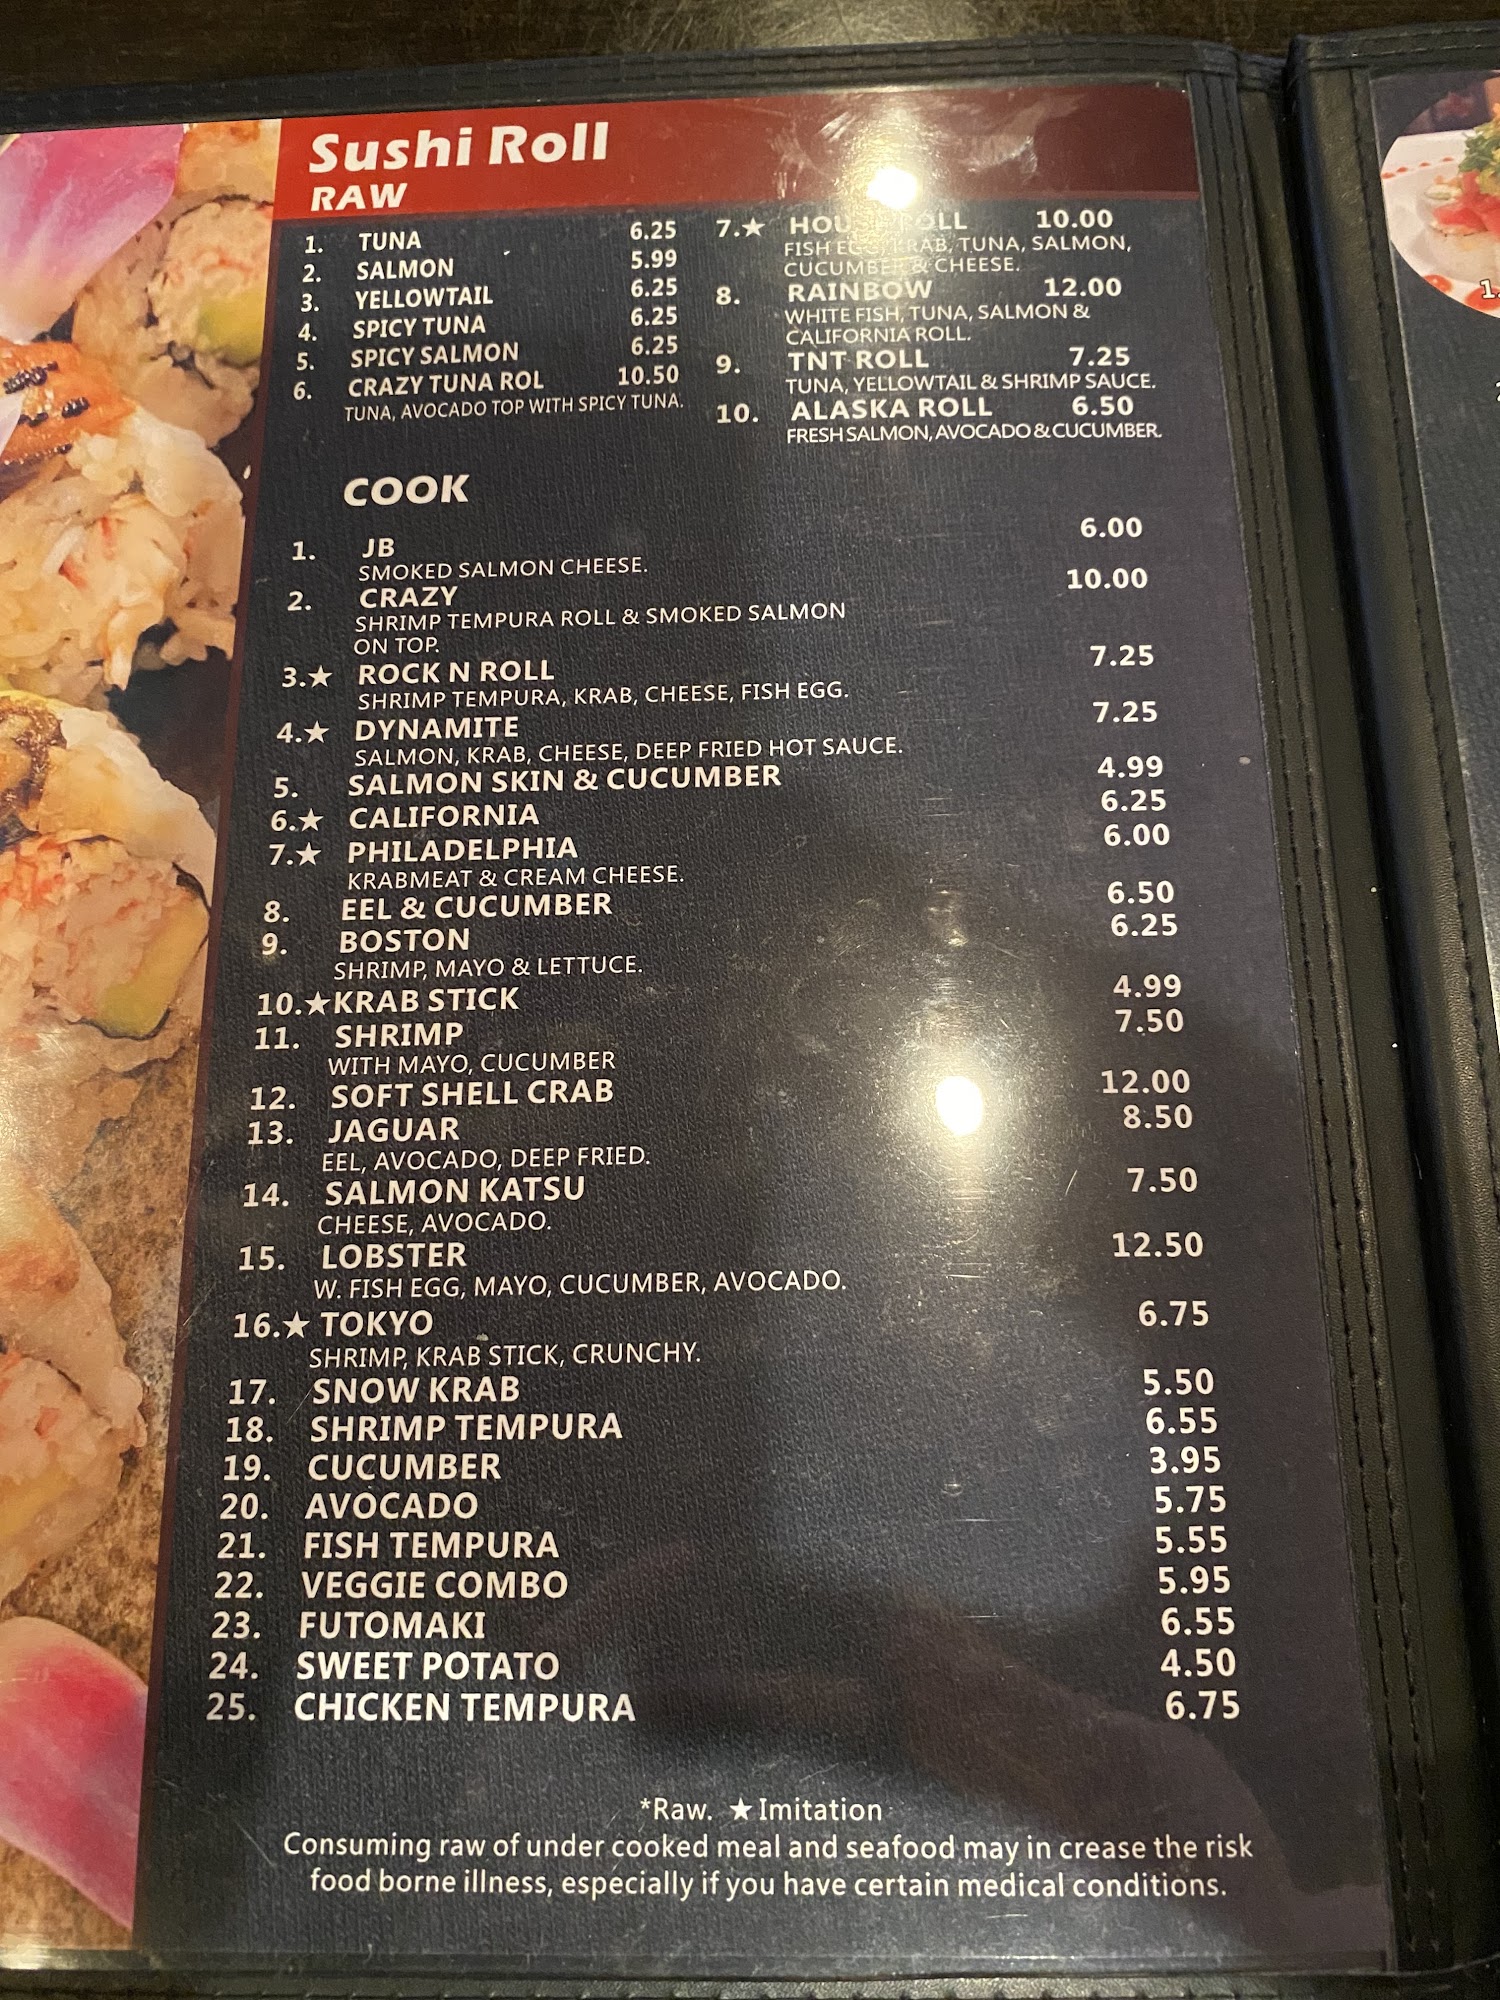 Sushi Roll
RAW
1. TUNA 6.25
2. SALMON 5.99
3. YELLOWTAIL 6.25
4. SPICY TUNA 6.25
5. SPICY SALMON 6.25
6. CRAZY TUNA ROL 10.50
TUNA, AVOCADO TOP WITH SPICY TUNA.
7.★ 10.00
FISH TUNA, SALMON,
CUCUMBER & CHEESE.
8. RAINBOW 12.00
WHITE FISH, TUNA, SALMON &
CALIFORNIA ROLL.
9. TNT ROLL 7.25
TUNA, YELLOWTAIL & SHRIMP SAUCE.
10. ALASKA ROLL 6.50
FRESH SALMON, AVOCADO & CUCUMBER.
COOK
1. JB 6.00
SMOKED SALMON CHEESE.
2. CRAZY 10.00
SHRIMP TEMPURA ROLL & SMOKED SALMON
ON TOP.
3.★ ROCK N ROLL 7.25
SHRIMP TEMPURA, KRAB, CHEESE, FISH EGG.
4.★ DYNAMITE 7.25
SALMON, KRAB, CHEESE, DEEP FRIED HOT SAUCE.
5. SALMON SKIN & CUCUMBER 4.99
6.★ CALIFORNIA 6.25
7.★ PHILADELPHIA 6.00
KRABMEAT & CREAM CHEESE.
8. EEL & CUCUMBER 6.50
9. BOSTON 6.25
SHRIMP, MAYO & LETTUCE.
10.★ KRAB STICK 4.99
11. SHRIMP 7.50
WITH MAYO, CUCUMBER
12. SOFT SHELL CRAB 12.00
13. JAGUAR 8.50
EEL, AVOCADO, DEEP FRIED.
14. SALMON KATSU 7.50
CHEESE, AVOCADO.
15. LOBSTER 12.50
W. FISH EGG, MAYO, CUCUMBER, AVOCADO.
16.★ TOKYO 6.75
SHRIMP, KRAB STICK, CRUNCHY.
17. SNOW KRAB 5.50
18. SHRIMP TEMPURA 6.55
19. CUCUMBER 3.95
20. AVOCADO 5.75
21. FISH TEMPURA 5.55
22. VEGGIE COMBO 5.95
23. FUTOMAKI 6.55
24. SWEET POTATO 4.50
25. CHICKEN TEMPURA 6.75
*Raw. ★ Imitation
Consuming raw of under cooked meal and seafood may in crease the risk
food borne illness, especially if you have certain medical conditions.